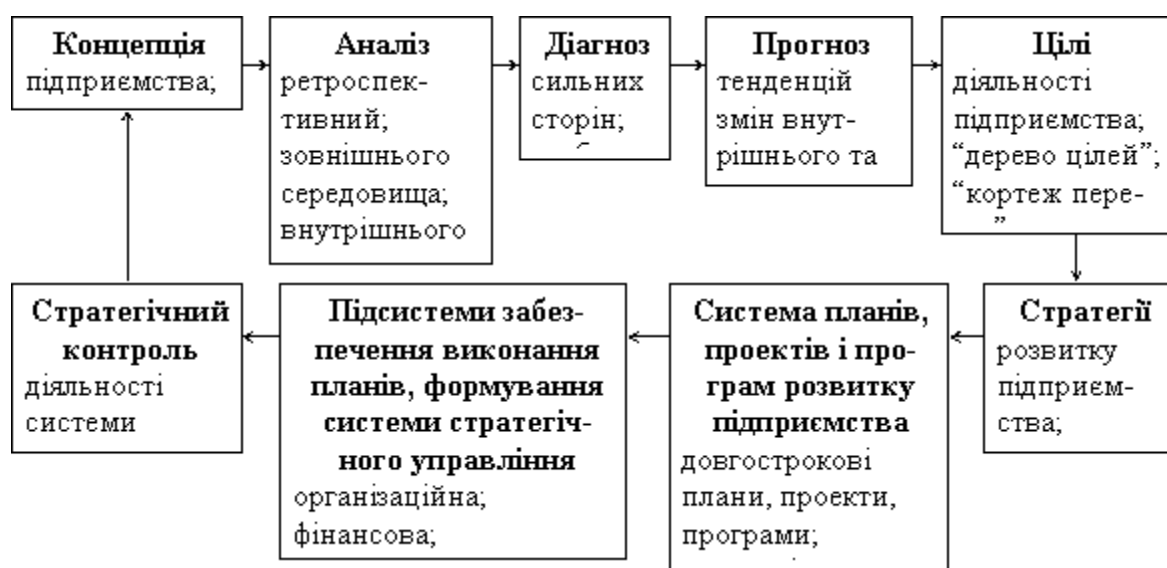 Концепція
підприємства;
Аналіз
ретроспек-
тивний;
зовнішнього
середовища;
внутрішнього
Діагноз
сильних
сторін;
Прогноз
тенденцій
змін внут-
рішнього та
Цілі
діяльності
підприємства;
“дерево цілей”;
“кортеж пере-
”
Стратегії
розвитку
підприєм-
ства;
Система планів,
проектів і про-
грам розвитку
підприємства
довгострокові
плани, проекти,
програми;
Підсистеми забез-
печення виконання
планів, формування
системи стратегіч-
ного управління
організаційна;
фінансова;
Стратегічний
контроль
діяльності
системи